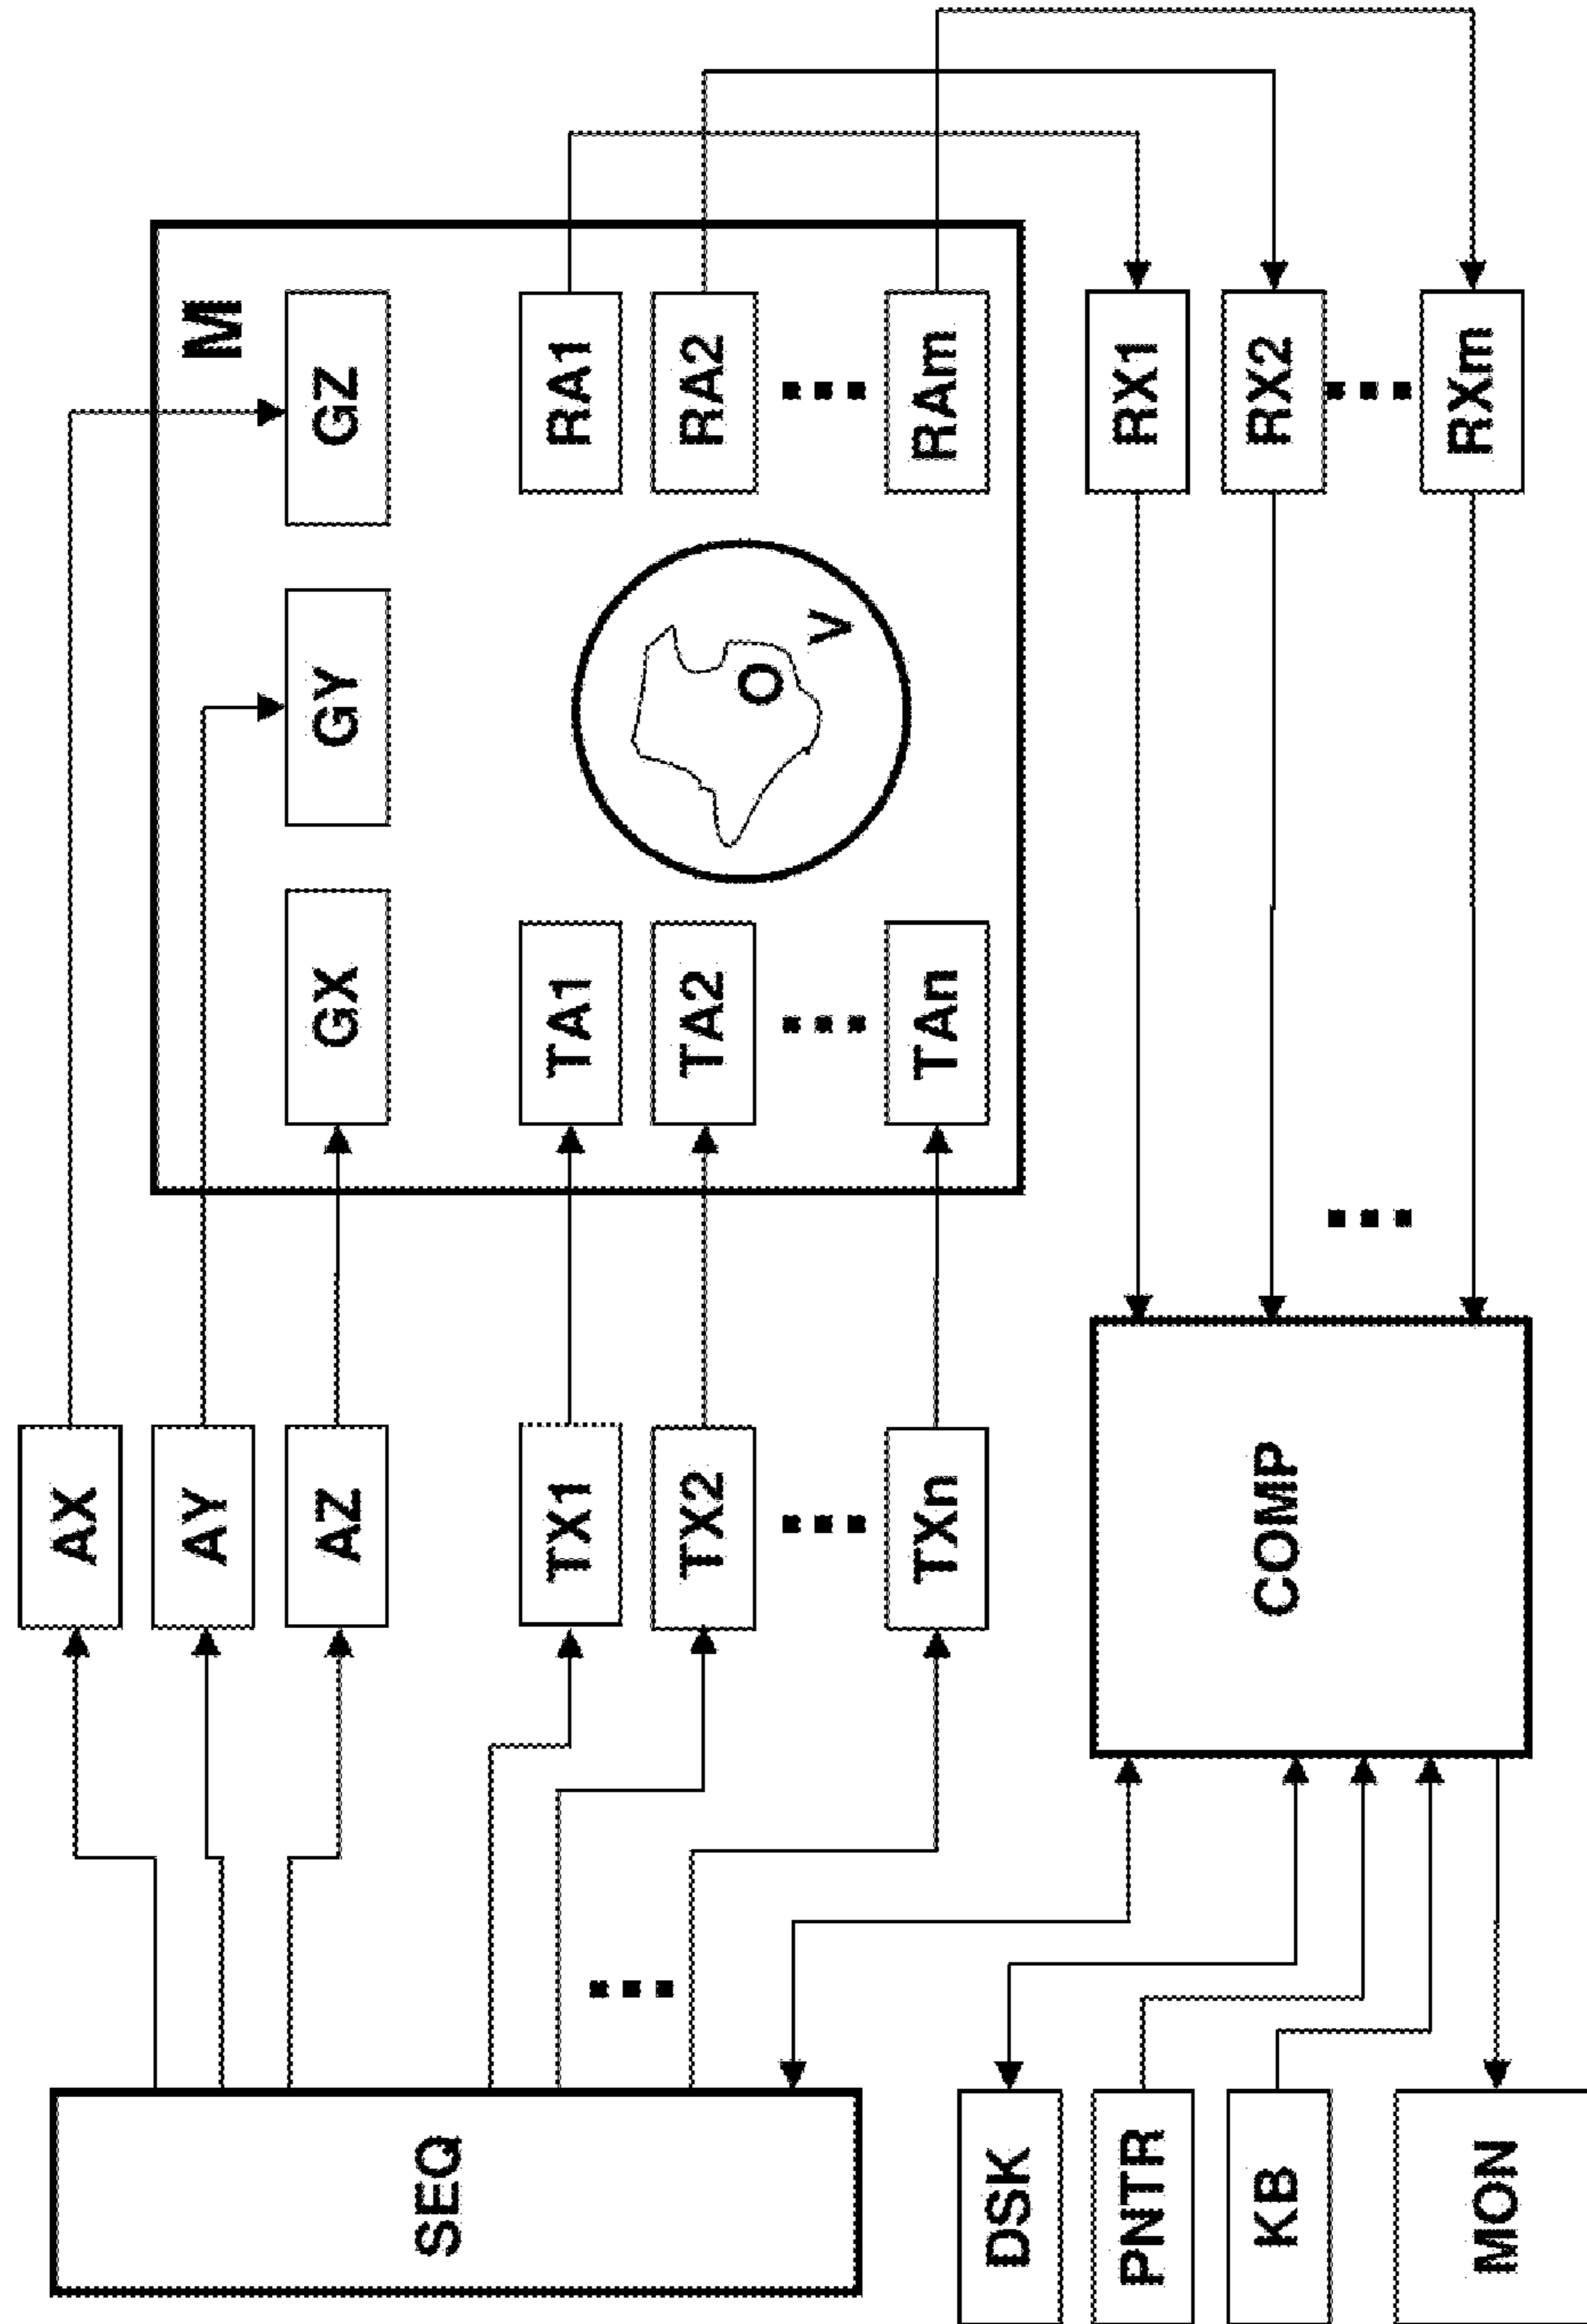 M
AX
AY
AZ
GX
GY
GZ
TX1
TA1
RA1
TX2
TA2
RA2
...
...
...
...
TXn
TAn
RAm
O
V
SEQ
DSK
PNTR
KB
MON
COMP
RX1
RX2
...
...
RXm